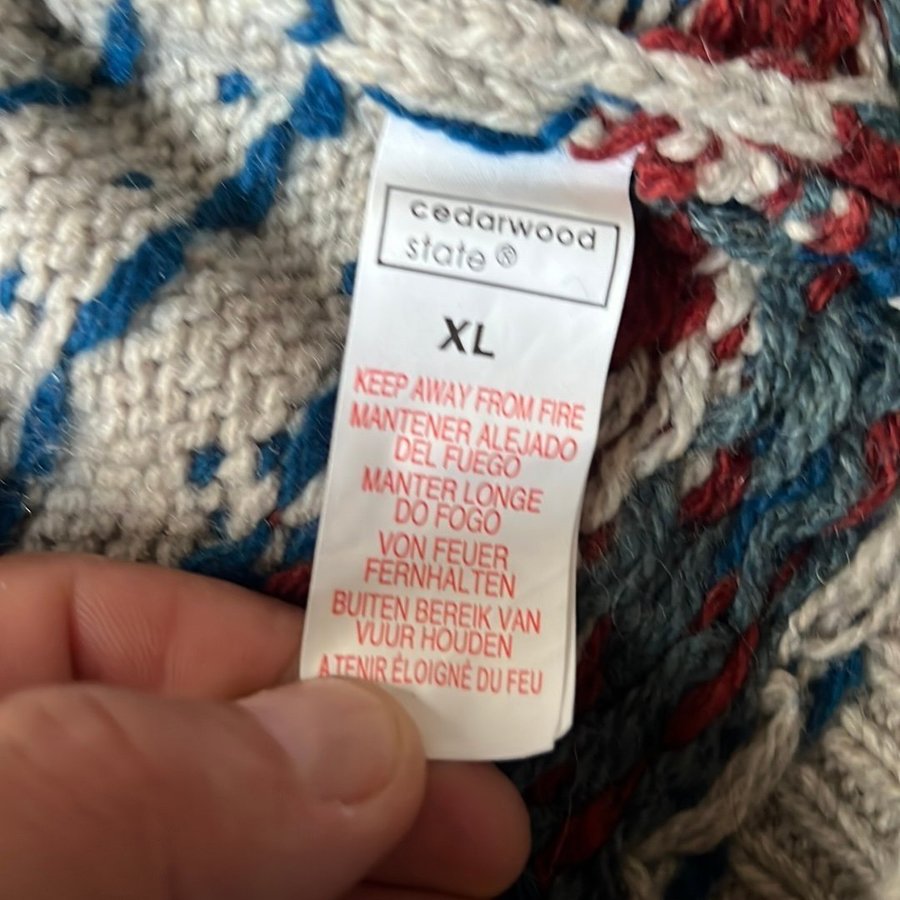 cedarwood
state®
XL
KEEP AWAY FROM FIRE
MANTENER ALEJADO
DEL FUEGO
MANTER LONGE
DO FOGO
VON FEUER
FERNHALTEN
BUITEN BEREIK VAN
VUUR HOUDEN
A TENIR ÉLOIGNÉ DU FEU